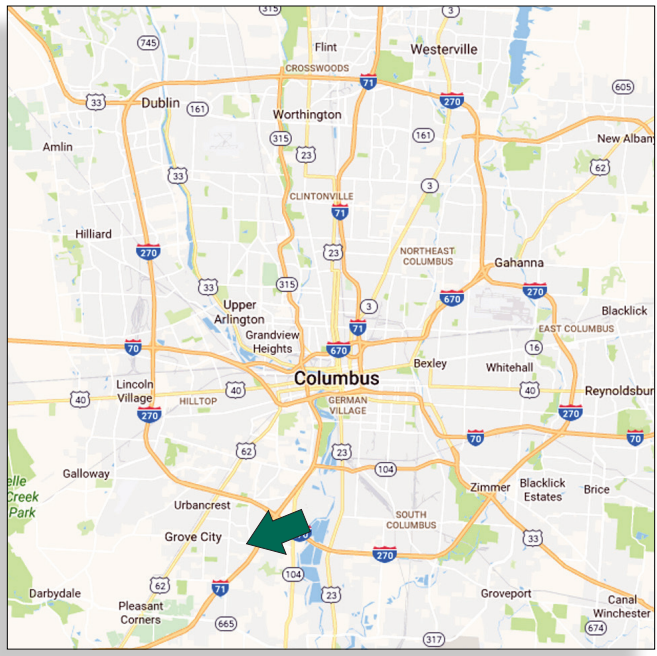 315
3
745
Flint
Westerville
CROSSWOODS
71
605
33
Dublin
161
270
Worthington
315
161
New Albany
Amlin
23
62
33
3
CLINTONVILLE
71
Hilliard
270
23
NORTHEAST
COLUMBUS
Gahanna
33
315
670
270
Upper
Arlington
3
Blacklick
71
EAST COLUMBUS
Grandview
Heights
70
670
16
Bexley
Whitehall
Columbus
Lincoln
Village
40
40
40
Reynoldsbur
HILLTOP
GERMAN
VILLAGE
270
270
70
70
62
23
104
Galloway
elle
Creek
Park
Zimmer
Blacklick
Estates
Brice
Urbancrest
SOUTH
COLUMBUS
Grove City
33
270
71
104
62
23
Darbydale
Pleasant
Corners
Groveport
Canal
Winchester
665
674
317